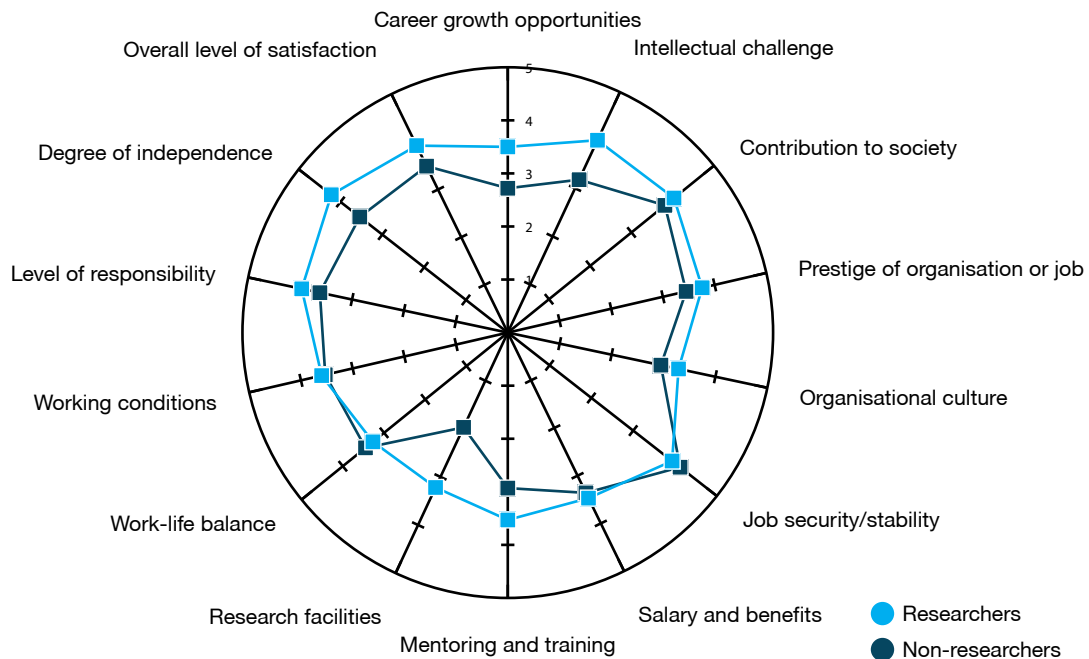 Career growth opportunities
Overall level of satisfaction
Intellectual challenge
5
4
Degree of independence
Contribution to society
3
2
Level of responsibility
Prestige of organisation or job
1
Working conditions
Organisational culture
Work-life balance
Job security/stability
Research facilities
Salary and benefits
Mentoring and training
Researchers
Non-researchers